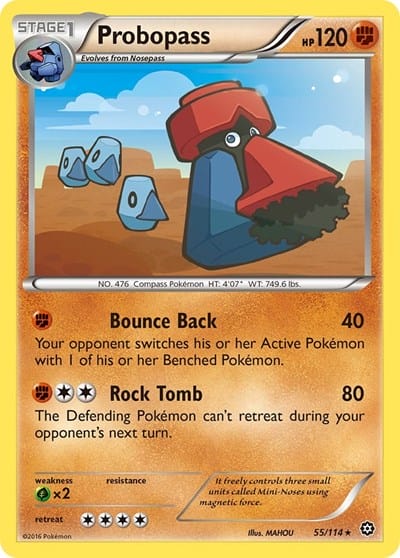 STAGE1
Probopass
HP120
Evolves from Nosepass
NO. 476 Compass Pokémon HT: 4'07" WT: 749.6 lbs.
Bounce Back 40
Your opponent switches his or her Active Pokémon
with 1 of his or her Benched Pokémon.
Rock Tomb 80
The Defending Pokémon can't retreat during your
opponent's next turn.
weakness resistance
×2
It freely controls three small
units called Mini-Noses using
magnetic force.
retreat
©2016 Pokémon
Illus. MAHOU 55/114 ★